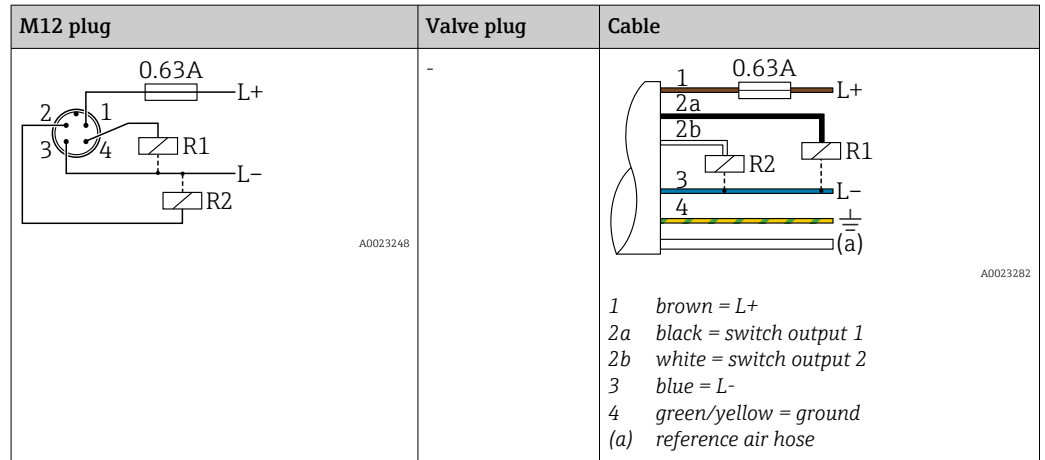 M12 plug Valve plug Cable
0.63A
L+
2 1
3 4
R1
L–
R2
A0023248
-
1 0.63A
L+
2a
2b
R1
R2
3
L–
4
(a)
A0023282
1 brown = L+
2a black = switch output 1
2b white = switch output 2
3 blue = L-
4 green/yellow = ground
(a) reference air hose